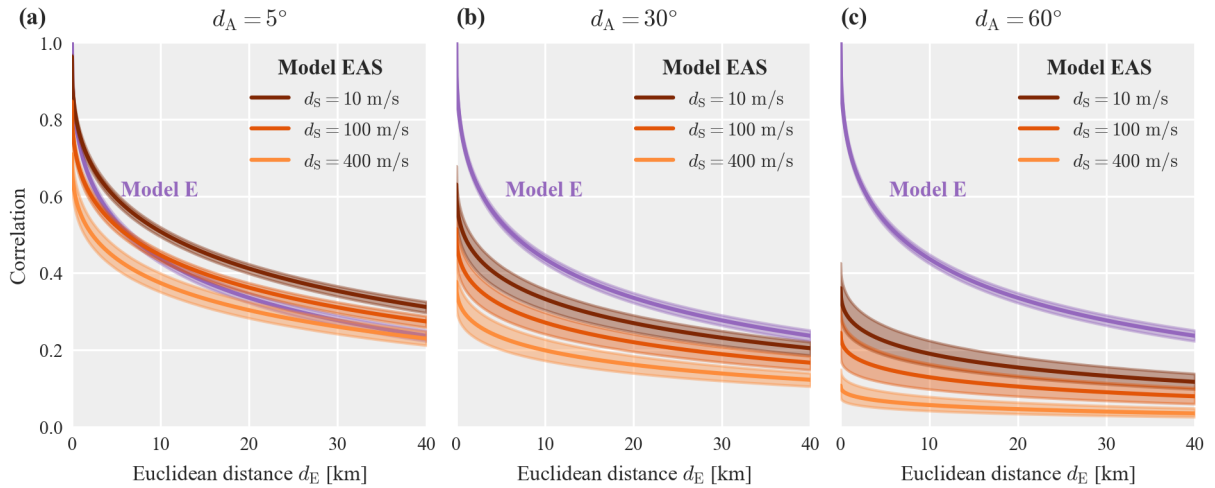 (a) d_A = 5°
Correlation
1.0
0.8
0.6
0.4
0.2
0.0
Model EAS
d_S = 10 m/s
d_S = 100 m/s
d_S = 400 m/s
Model E
0 10 20 30 40
Euclidean distance d_E [km]
(b) d_A = 30°
Model EAS
d_S = 10 m/s
d_S = 100 m/s
d_S = 400 m/s
Model E
0 10 20 30 40
Euclidean distance d_E [km]
(c) d_A = 60°
Model EAS
d_S = 10 m/s
d_S = 100 m/s
d_S = 400 m/s
Model E
0 10 20 30 40
Euclidean distance d_E [km]